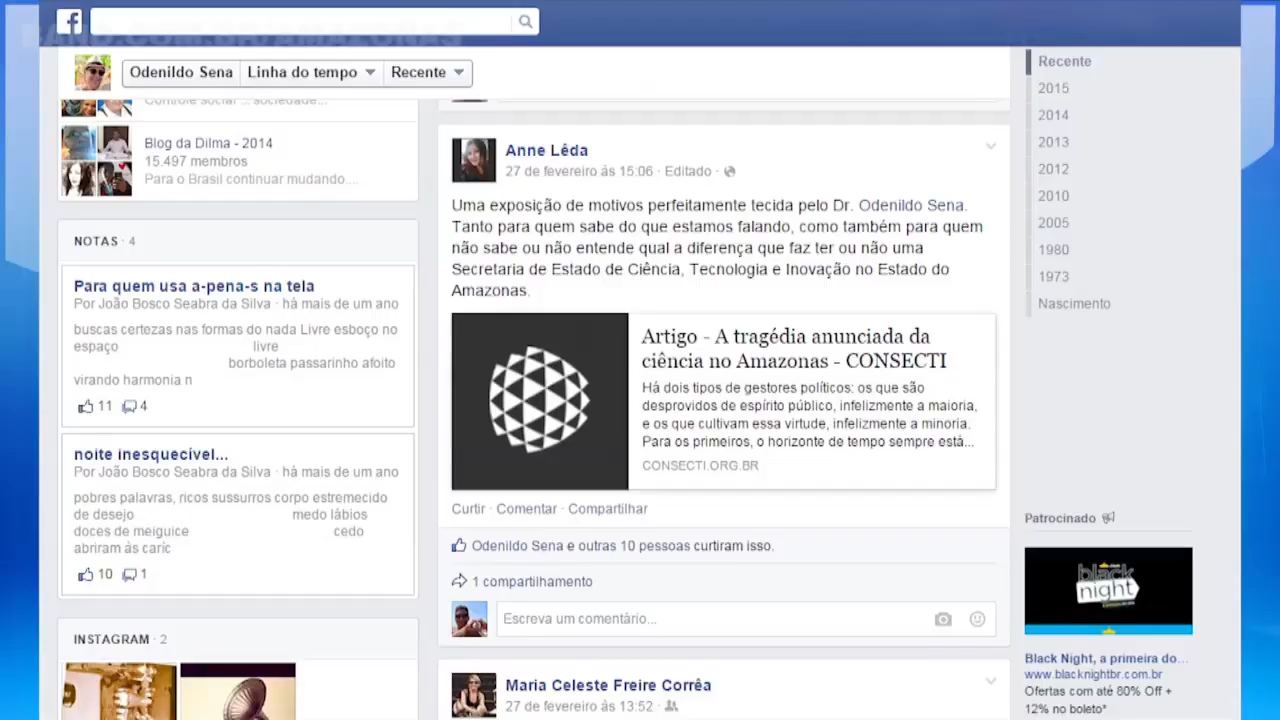 BAND.COM.BR/AMAZONAS
Odenildo Sena
Linha do tempo
Recente
Controle social ... sociedade...
Blog da Dilma - 2014
15.497 membros
Para o Brasil continuar mudando....
NOTAS · 4
Para quem usa a-pena-s na tela
Por João Bosco Seabra da Silva · há mais de um ano
buscas certezas nas formas do nada Livre esboço no
espaço livre
borboleta passarinho afoito
virando harmonia n
11 4
noite inesquecível...
Por João Bosco Seabra da Silva · há mais de um ano
pobres palavras, ricos sussurros corpo estremecido
de desejo medo lábios
doces de meiguice cedo
abriram às caríc
10 1
INSTAGRAM · 2
Anne Lêda
27 de fevereiro às 15:06 · Editado ·
Uma exposição de motivos perfeitamente tecida pelo Dr. Odenildo Sena.
Tanto para quem sabe do que estamos falando, como também para quem
não sabe ou não entende qual a diferença que faz ter ou não uma
Secretaria de Estado de Ciência, Tecnologia e Inovação no Estado do
Amazonas.
Artigo - A tragédia anunciada da
ciência no Amazonas - CONSECTI
Há dois tipos de gestores políticos: os que são
desprovidos de espírito público, infelizmente a maioria,
e os que cultivam essa virtude, infelizmente a minoria.
Para os primeiros, o horizonte de tempo sempre está...
CONSECTI.ORG.BR
Curtir · Comentar · Compartilhar
Odenildo Sena e outras 10 pessoas curtiram isso.
1 compartilhamento
Escreva um comentário...
Maria Celeste Freire Corrêa
27 de fevereiro às 13:52 ·
Recente
2015
2014
2013
2012
2010
2005
1980
1973
Nascimento
Patrocinado
black
night
Black Night, a primeira do...
www.blacknightbr.com.br
Ofertas com até 80% Off +
12% no boleto*